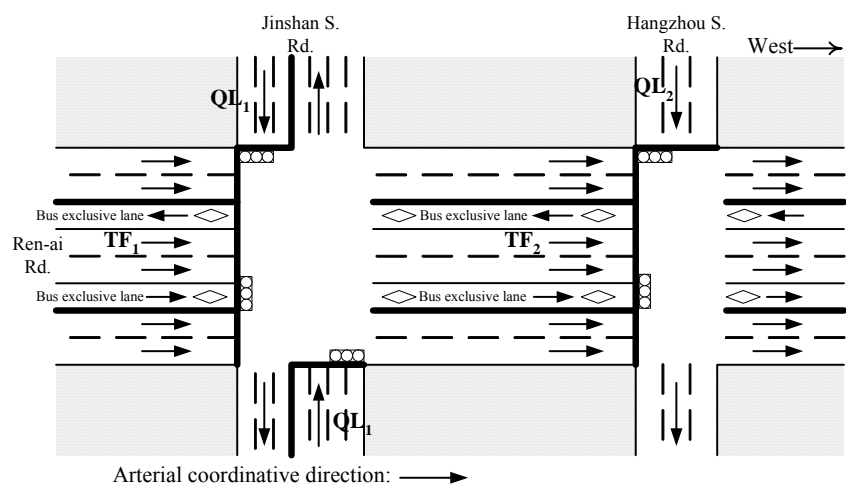 Jinshan S.
Rd.
Hangzhou S.
Rd.
West
QL1
QL2
Bus exclusive lane
Bus exclusive lane
Ren-ai
Rd.
TF1
TF2
Bus exclusive lane
Bus exclusive lane
QL1
Arterial coordinative direction: